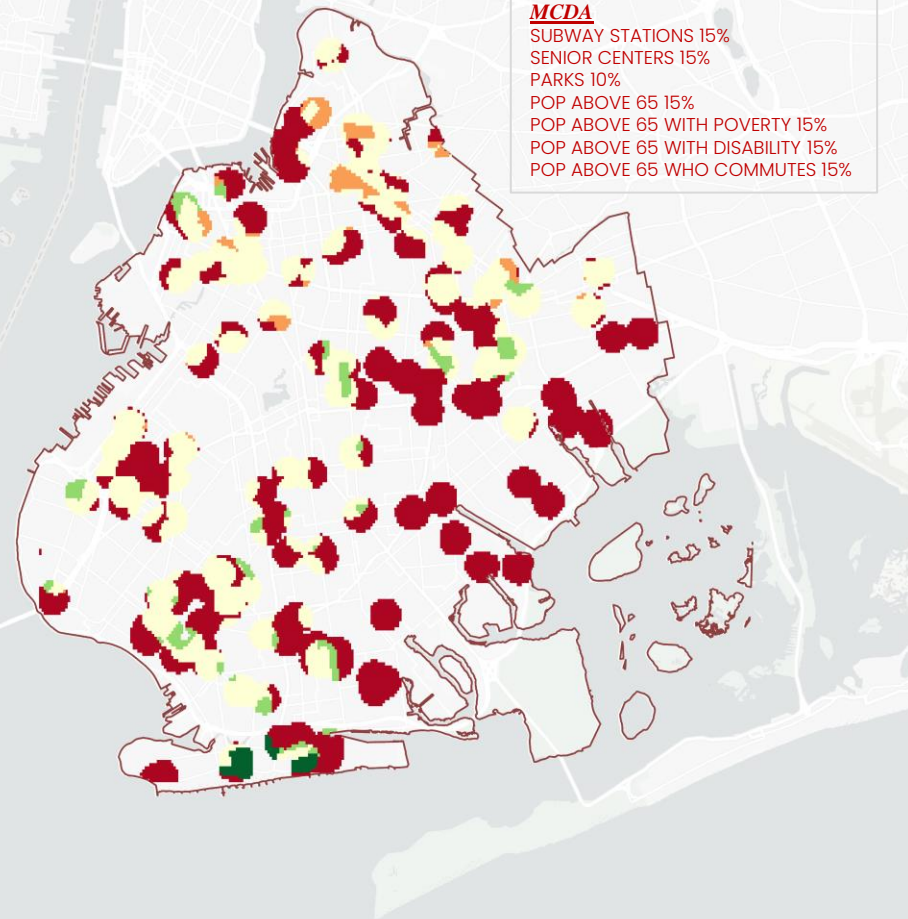 MCDA
SUBWAY STATIONS 15%
SENIOR CENTERS 15%
PARKS 10%
POP ABOVE 65 15%
POP ABOVE 65 WITH POVERTY 15%
POP ABOVE 65 WITH DISABILITY 15%
POP ABOVE 65 WHO COMMUTES 15%